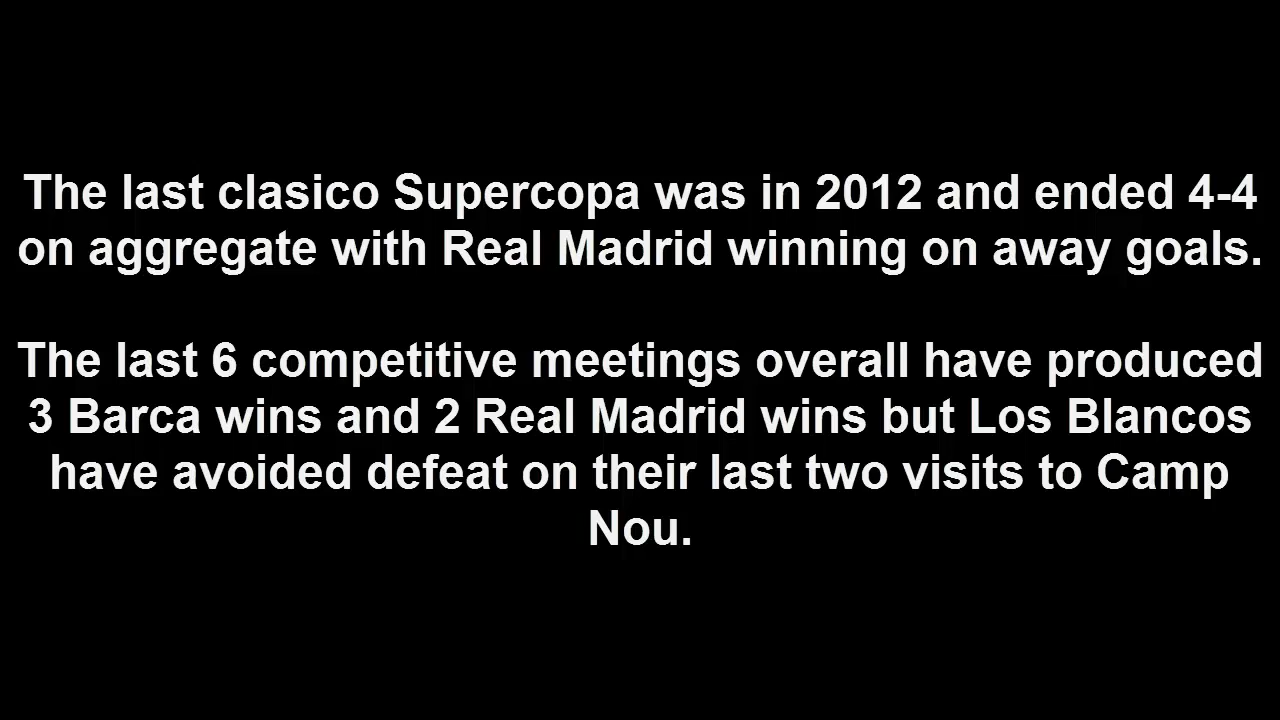 The last clasico Supercopa was in 2012 and ended 4-4
on aggregate with Real Madrid winning on away goals.
The last 6 competitive meetings overall have produced
3 Barca wins and 2 Real Madrid wins but Los Blancos
have avoided defeat on their last two visits to Camp
Nou.